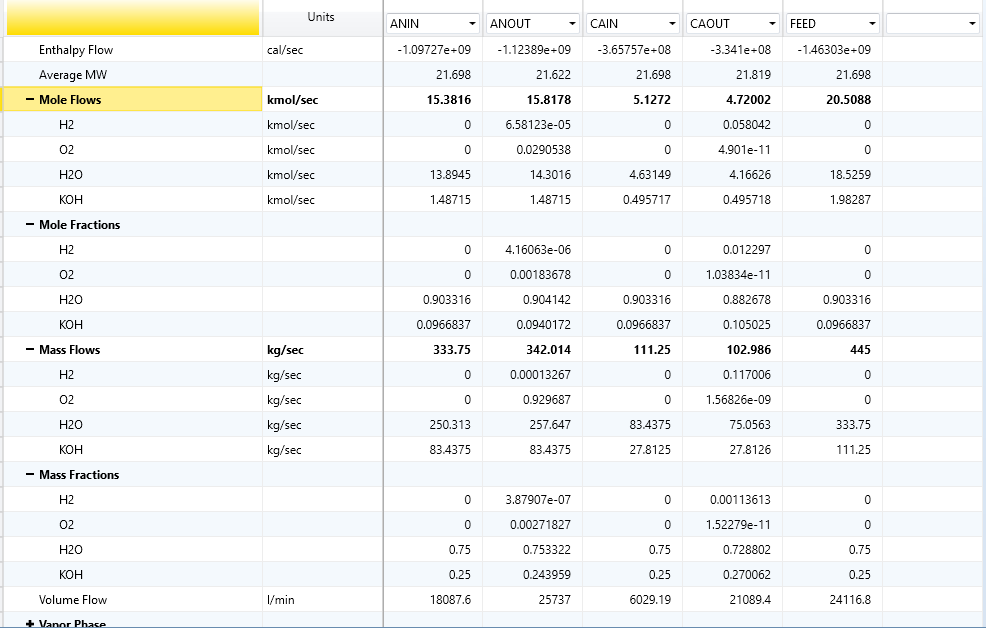 Units ANIN ANOUT CAIN CAOUT FEED
Enthalpy Flow cal/sec -1.09727e+09 -1.12389e+09 -3.65757e+08 -3.341e+08 -1.46303e+09
Average MW 21.698 21.622 21.698 21.819 21.698
− Mole Flows kmol/sec 15.3816 15.8178 5.1272 4.72002 20.5088
H2 kmol/sec 0 6.58123e-05 0 0.058042 0
O2 kmol/sec 0 0.0290538 0 4.901e-11 0
H2O kmol/sec 13.8945 14.3016 4.63149 4.16626 18.5259
KOH kmol/sec 1.48715 1.48715 0.495717 0.495718 1.98287
− Mole Fractions
H2 0 4.16063e-06 0 0.012297 0
O2 0 0.00183678 0 1.03834e-11 0
H2O 0.903316 0.904142 0.903316 0.882678 0.903316
KOH 0.0966837 0.0940172 0.0966837 0.105025 0.0966837
− Mass Flows kg/sec 333.75 342.014 111.25 102.986 445
H2 kg/sec 0 0.00013267 0 0.117006 0
O2 kg/sec 0 0.929687 0 1.56826e-09 0
H2O kg/sec 250.313 257.647 83.4375 75.0563 333.75
KOH kg/sec 83.4375 83.4375 27.8125 27.8126 111.25
− Mass Fractions
H2 0 3.87907e-07 0 0.00113613 0
O2 0 0.00271827 0 1.52279e-11 0
H2O 0.75 0.753322 0.75 0.728802 0.75
KOH 0.25 0.243959 0.25 0.270062 0.25
Volume Flow l/min 18087.6 25737 6029.19 21089.4 24116.8
+ Vapor Phase